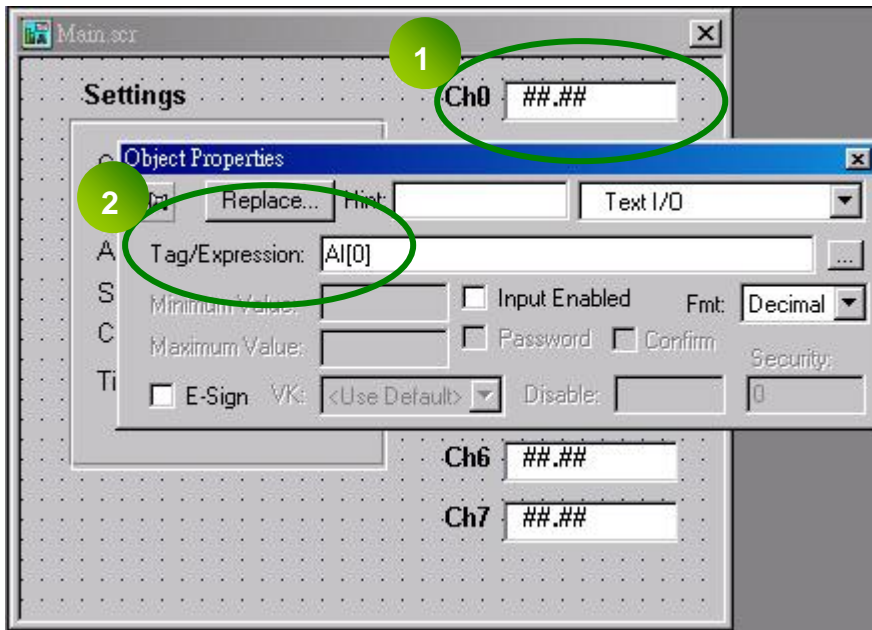 Main.scr
1
Settings
Ch0 ##.##
Object Properties
2
Replace... Hint: Text I/O
Tag/Expression: AI[0] ...
Minimum Value: Input Enabled Fmt: Decimal
Maximum Value: Password Confirm Security:
E-Sign VK: <Use Default> Disable: 0
A
S
C
Ti
Ch6 ##.##
Ch7 ##.##